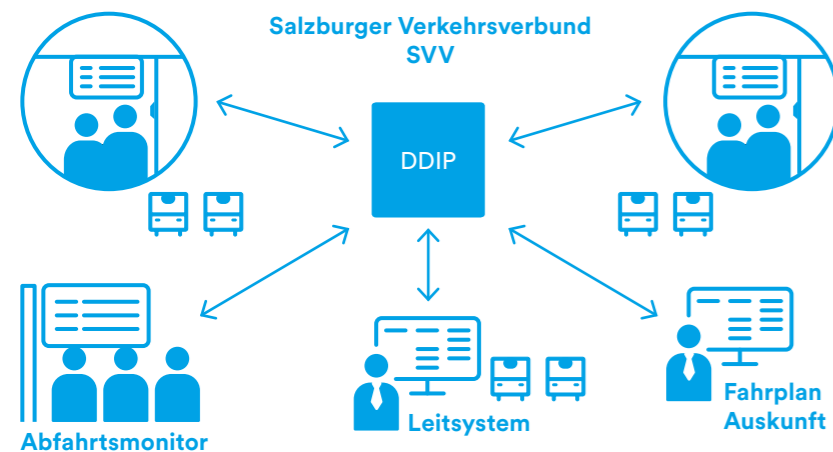 Salzburger Verkehrsverbund
SVV
DDIP
Abfahrtsmonitor
Leitsystem
Fahrplan
Auskunft